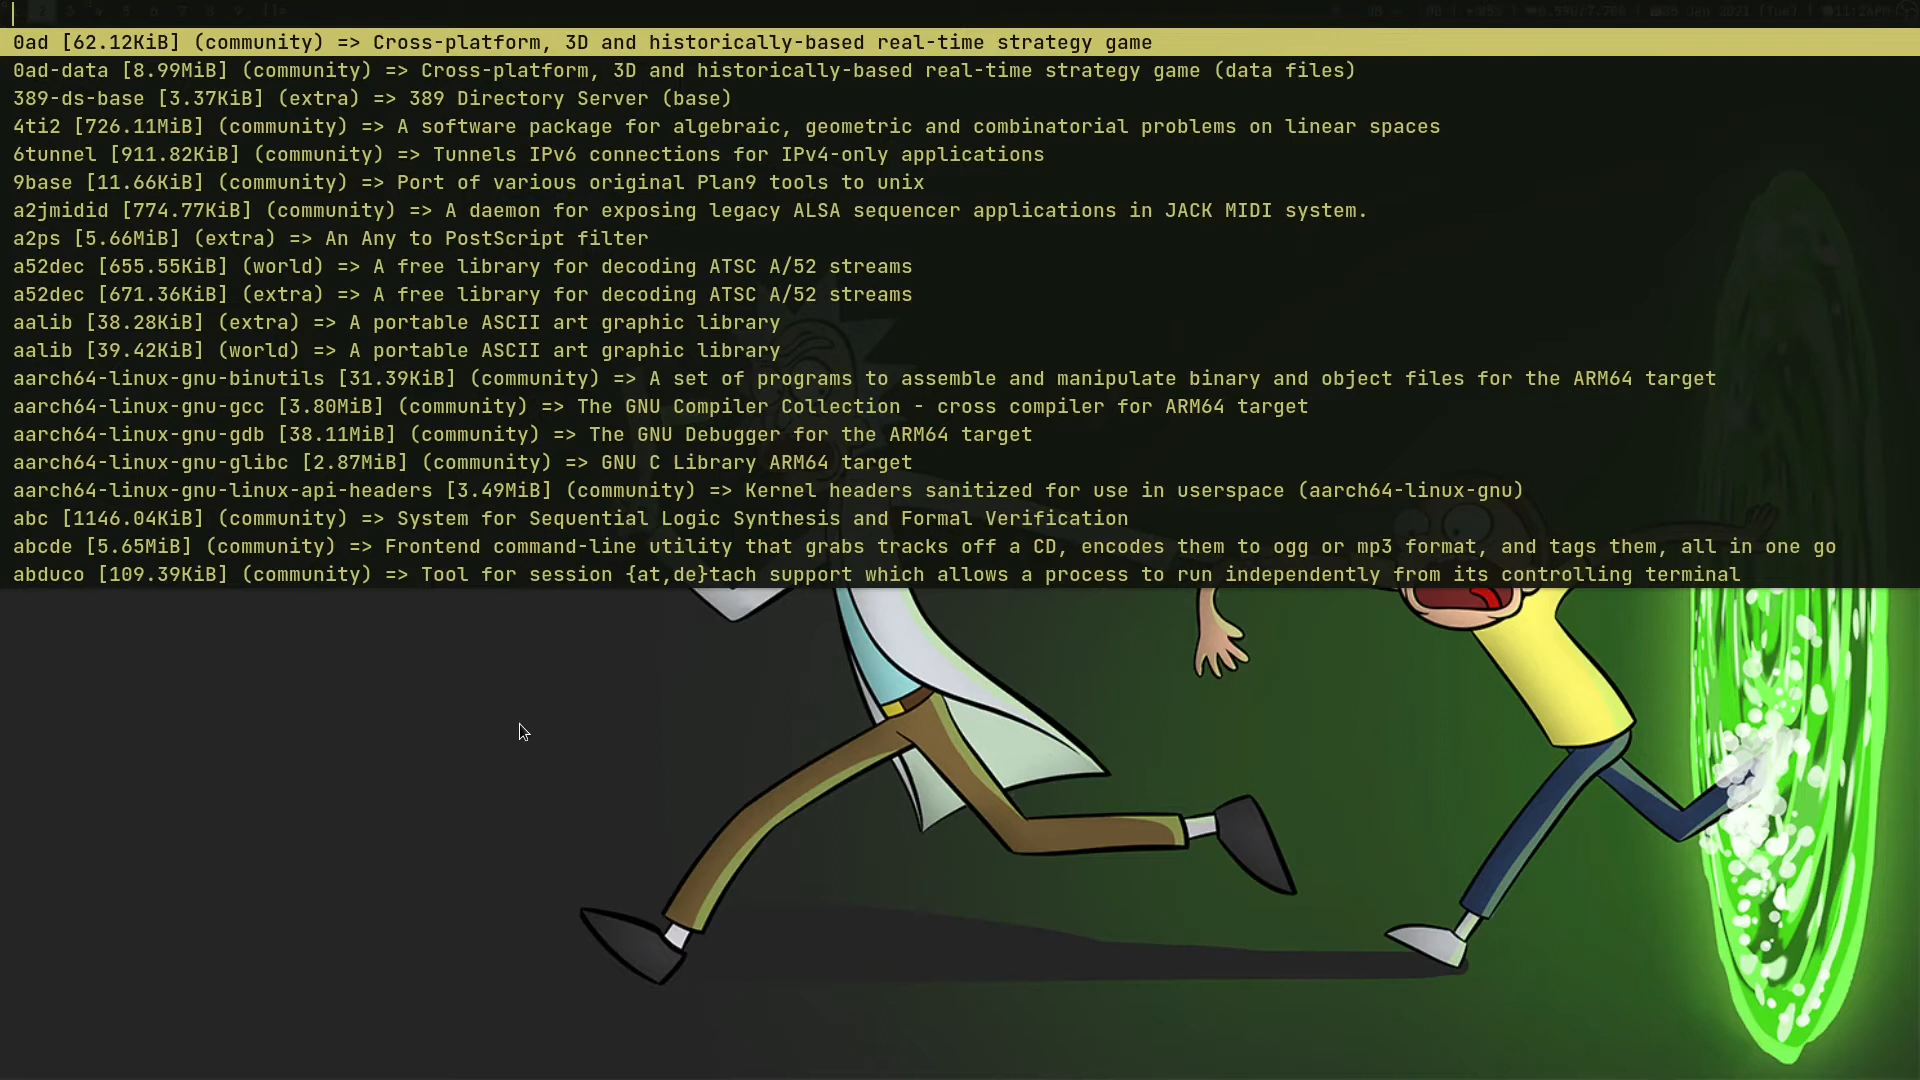 0ad [62.12KiB] (community) => Cross-platform, 3D and historically-based real-time strategy game
0ad-data [8.99MiB] (community) => Cross-platform, 3D and historically-based real-time strategy game (data files)
389-ds-base [3.37KiB] (extra) => 389 Directory Server (base)
4ti2 [726.11MiB] (community) => A software package for algebraic, geometric and combinatorial problems on linear spaces
6tunnel [911.82KiB] (community) => Tunnels IPv6 connections for IPv4-only applications
9base [11.66KiB] (community) => Port of various original Plan9 tools to unix
a2jmidid [774.77KiB] (community) => A daemon for exposing legacy ALSA sequencer applications in JACK MIDI system.
a2ps [5.66MiB] (extra) => An Any to PostScript filter
a52dec [655.55KiB] (world) => A free library for decoding ATSC A/52 streams
a52dec [671.36KiB] (extra) => A free library for decoding ATSC A/52 streams
aalib [38.28KiB] (extra) => A portable ASCII art graphic library
aalib [39.42KiB] (world) => A portable ASCII art graphic library
aarch64-linux-gnu-binutils [31.39KiB] (community) => A set of programs to assemble and manipulate binary and object files for the ARM64 target
aarch64-linux-gnu-gcc [3.80MiB] (community) => The GNU Compiler Collection - cross compiler for ARM64 target
aarch64-linux-gnu-gdb [38.11MiB] (community) => The GNU Debugger for the ARM64 target
aarch64-linux-gnu-glibc [2.87MiB] (community) => GNU C Library ARM64 target
aarch64-linux-gnu-linux-api-headers [3.49MiB] (community) => Kernel headers sanitized for use in userspace (aarch64-linux-gnu)
abc [1146.04KiB] (community) => System for Sequential Logic Synthesis and Formal Verification
abcde [5.65MiB] (community) => Frontend command-line utility that grabs tracks off a CD, encodes them to ogg or mp3 format, and tags them, all in one go
abduco [109.39KiB] (community) => Tool for session {at,de}tach support which allows a process to run independently from its controlling terminal